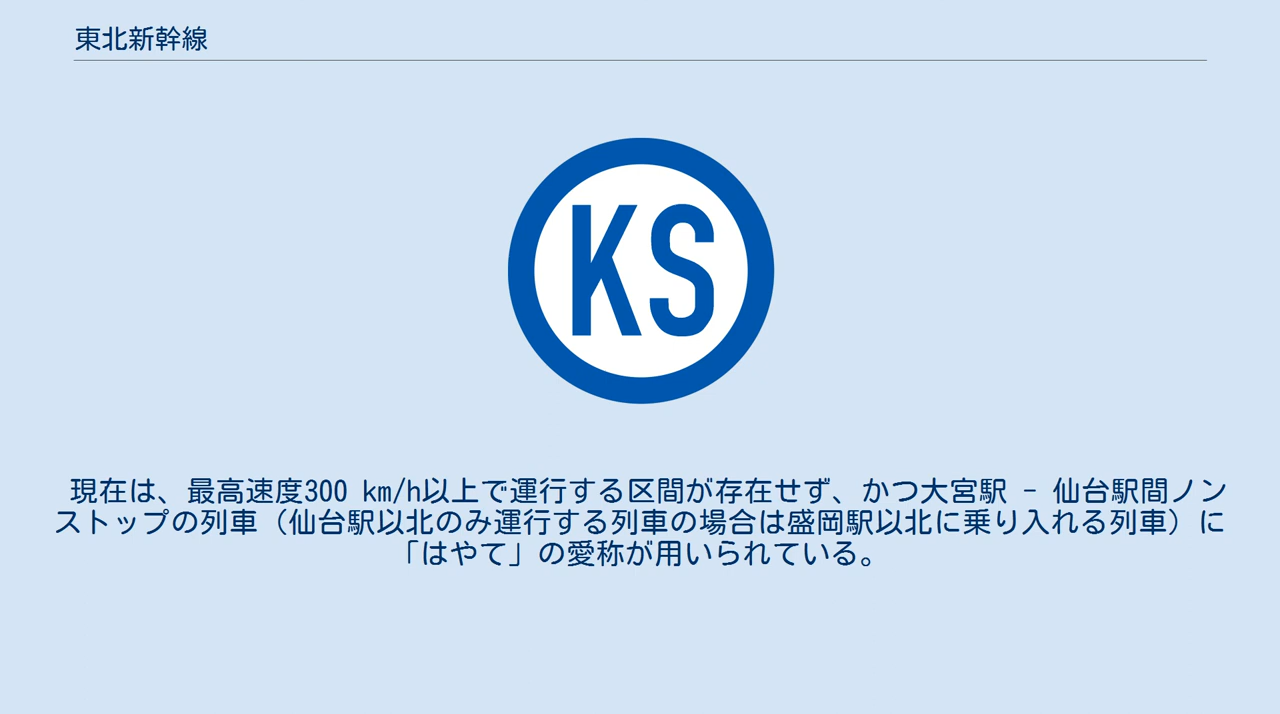 東北新幹線
KS
現在は、最高速度300 km/h以上で運行する区間が存在せず、かつ大宮駅 - 仙台駅間ノン
ストップの列車（仙台駅以北のみ運行する列車の場合は盛岡駅以北に乗り入れる列車）に
「はやて」の愛称が用いられている。